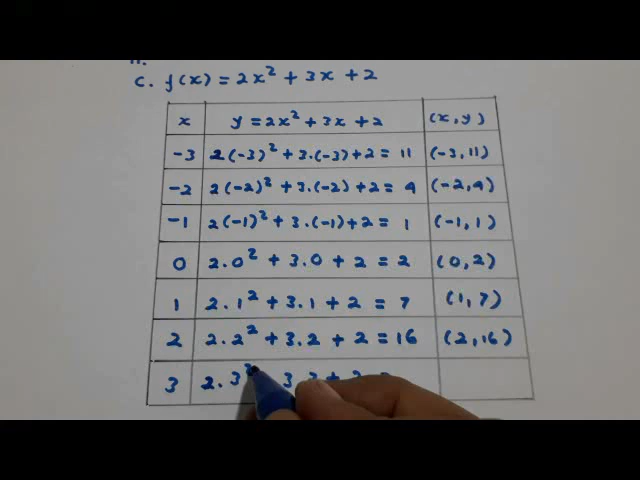 c. f(x) = 2x² + 3x + 2
x y = 2x² + 3x + 2 (x, y)
-3 2(-3)² + 3.(-3) + 2 = 11 (-3, 11)
-2 2(-2)² + 3.(-2) + 2 = 4 (-2, 4)
-1 2(-1)² + 3.(-1) + 2 = 1 (-1, 1)
0 2.0² + 3.0 + 2 = 2 (0, 2)
1 2.1² + 3.1 + 2 = 7 (1, 7)
2 2.2² + 3.2 + 2 = 16 (2, 16)
3 2.3²